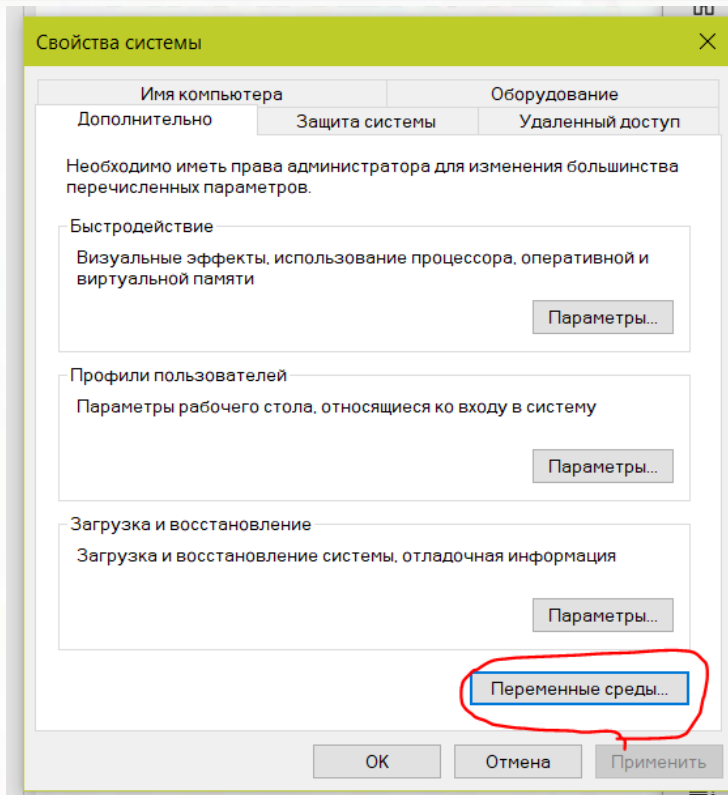 Свойства системы
Имя компьютера
Оборудование
Дополнительно
Защита системы
Удаленный доступ
Необходимо иметь права администратора для изменения большинства
перечисленных параметров.
Быстродействие
Визуальные эффекты, использование процессора, оперативной и
виртуальной памяти
Параметры...
Профили пользователей
Параметры рабочего стола, относящиеся ко входу в систему
Параметры...
Загрузка и восстановление
Загрузка и восстановление системы, отладочная информация
Параметры...
Переменные среды...
ОК
Отмена
Применить